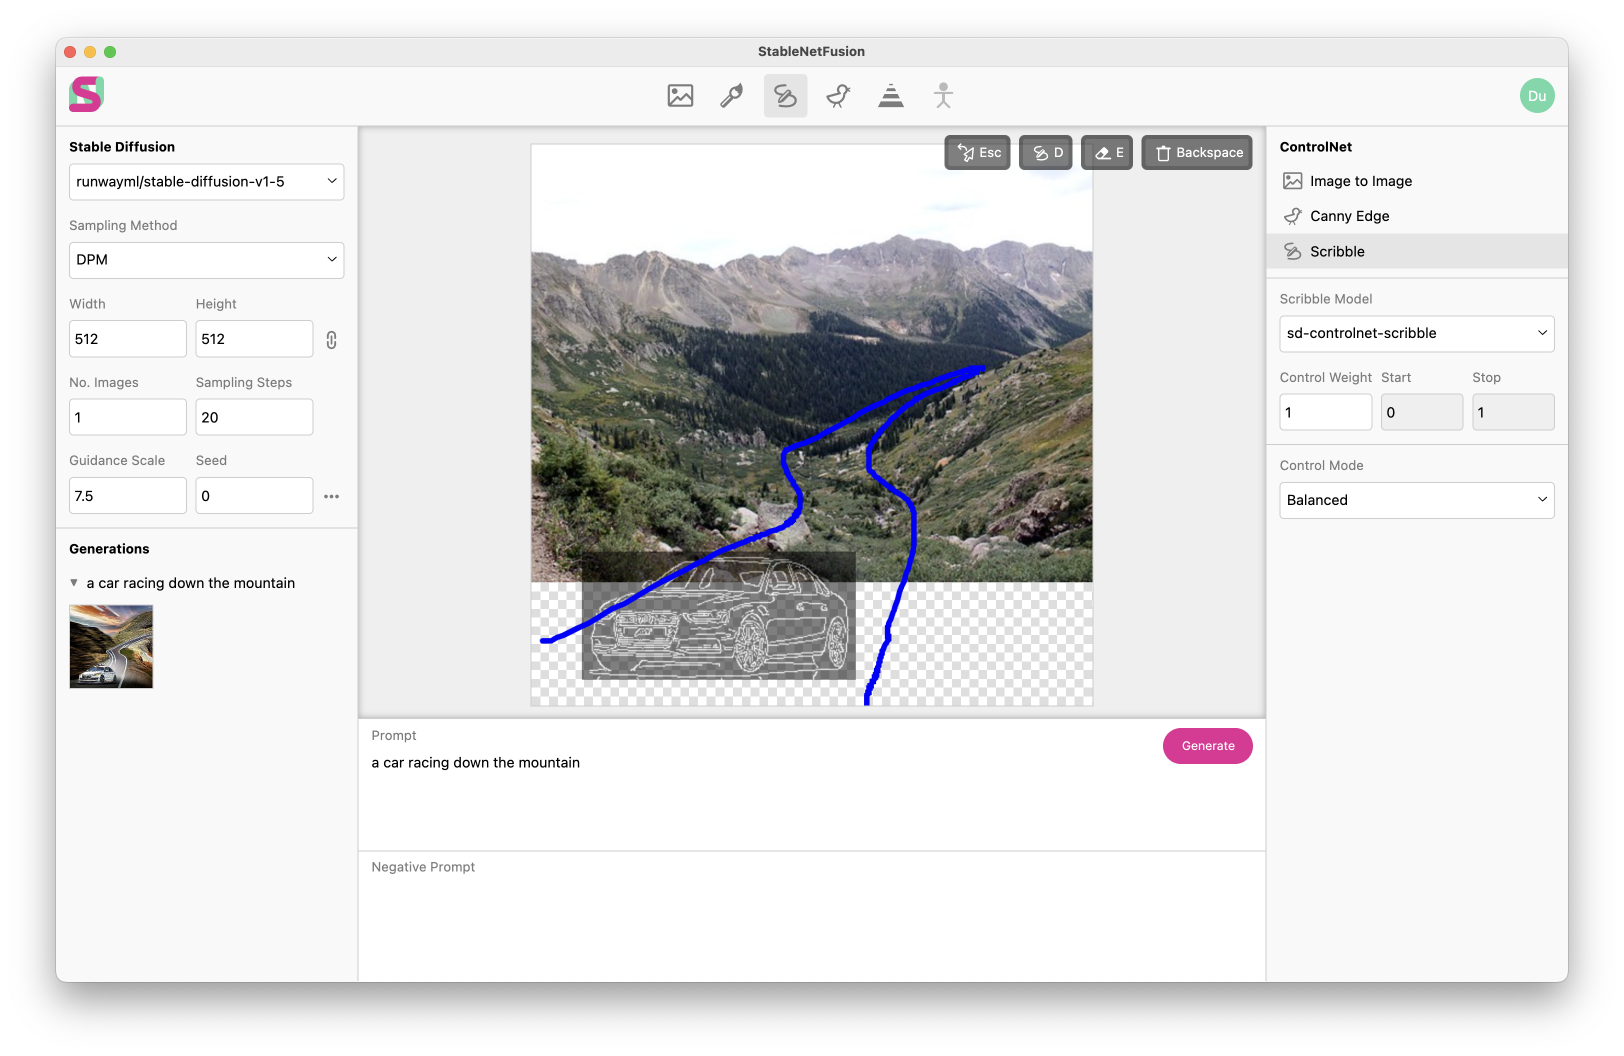 StableNetFusion
S
Du
Stable Diffusion
runwayml/stable-diffusion-v1-5
Sampling Method
DPM
Width Height
512 512
No. Images Sampling Steps
1 20
Guidance Scale Seed
7.5 0
Generations
a car racing down the mountain
Esc D E Backspace
Prompt
Generate
a car racing down the mountain
Negative Prompt
ControlNet
Image to Image
Canny Edge
Scribble
Scribble Model
sd-controlnet-scribble
Control Weight Start Stop
1 0 1
Control Mode
Balanced